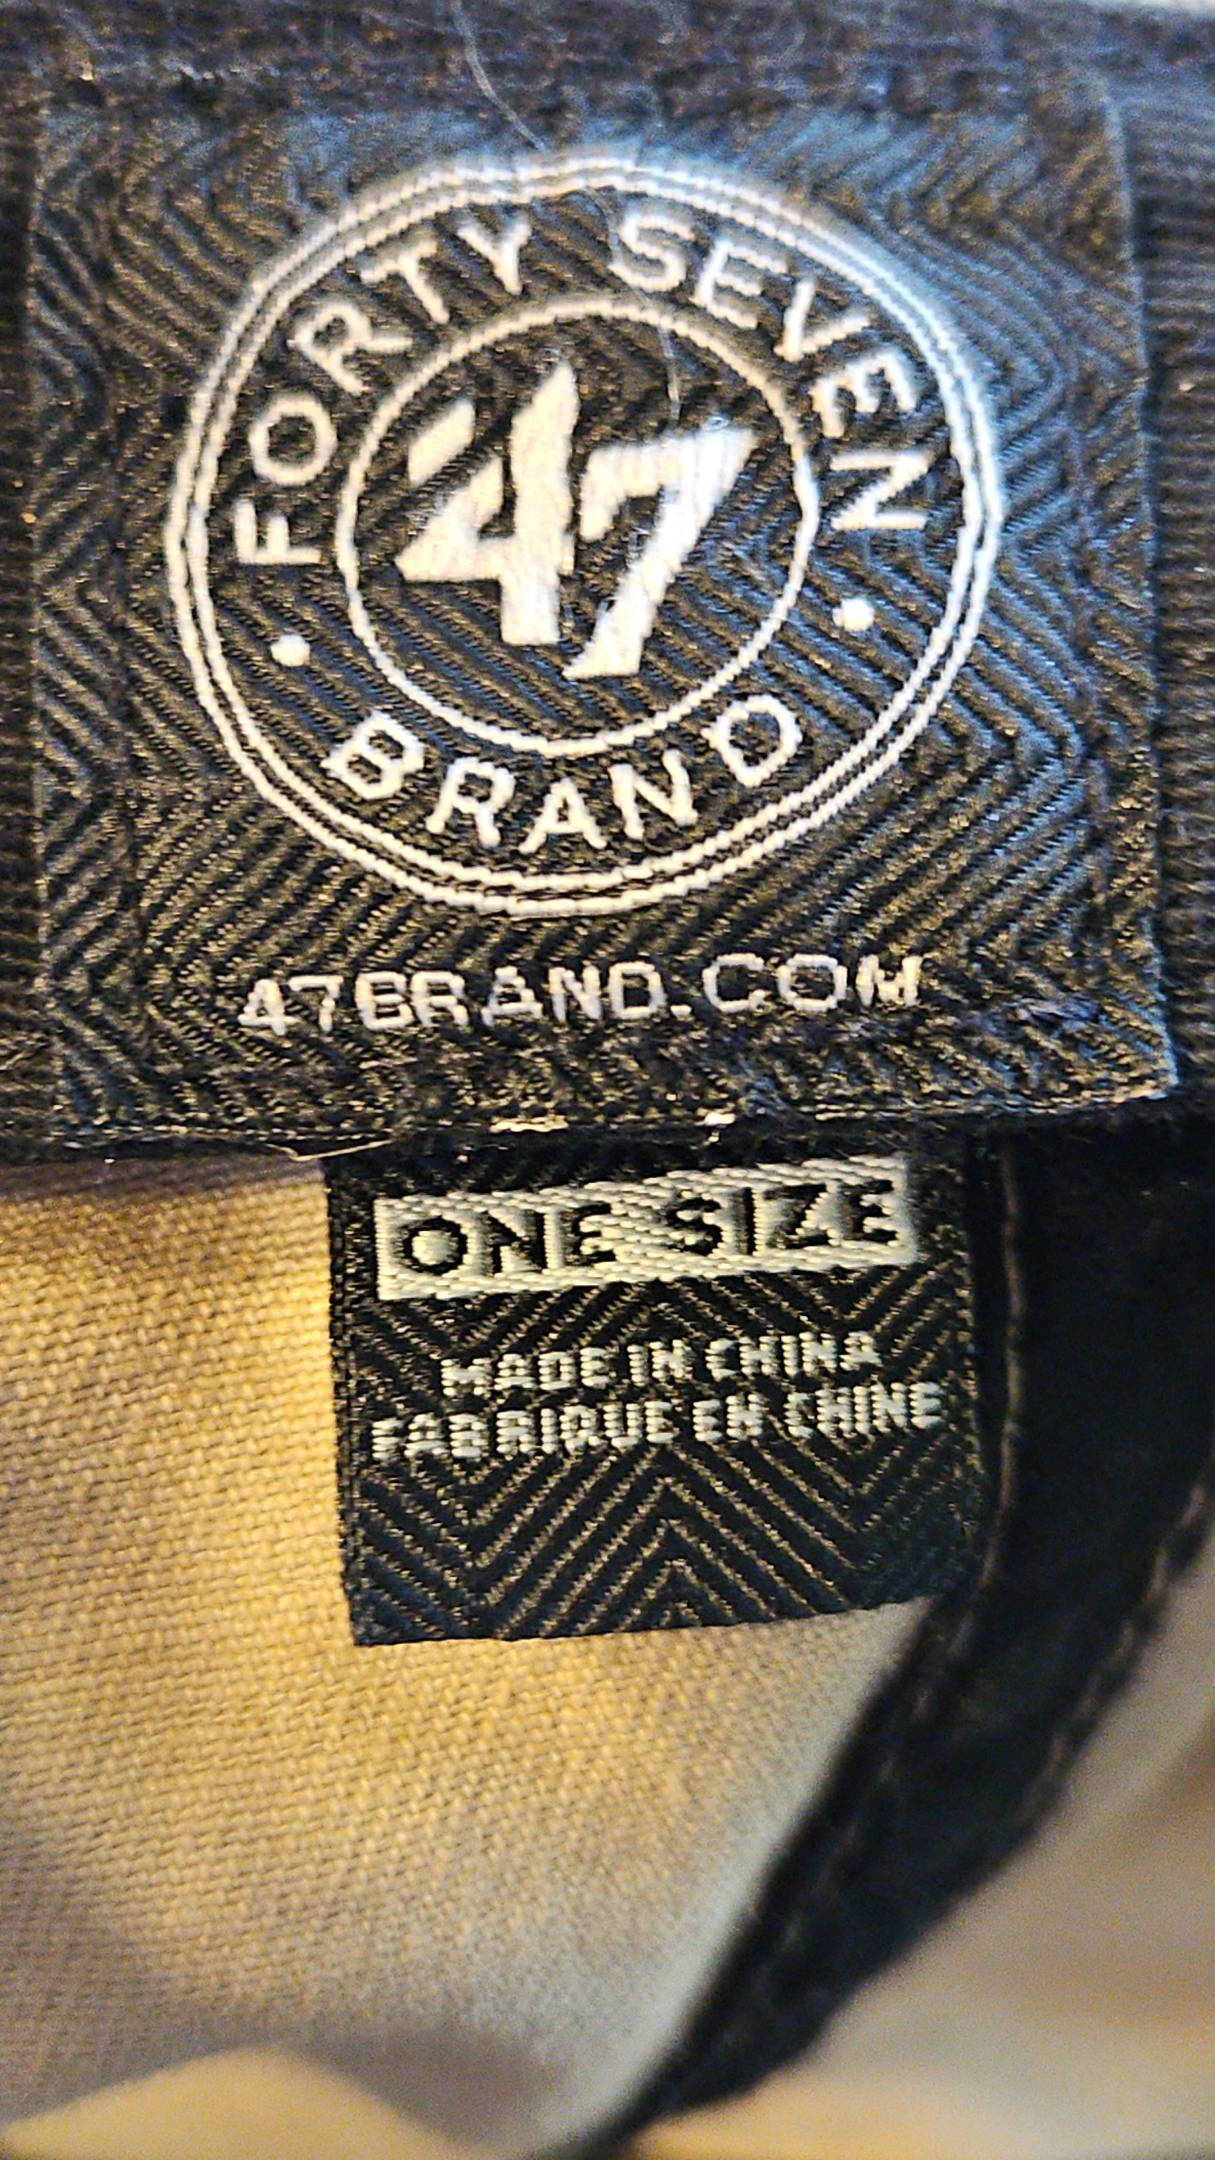 FORTY SEVEN
47
BRAND
47BRAND.COM
ONE SIZE
MADE IN CHINA
FABRIQUE EN CHINE